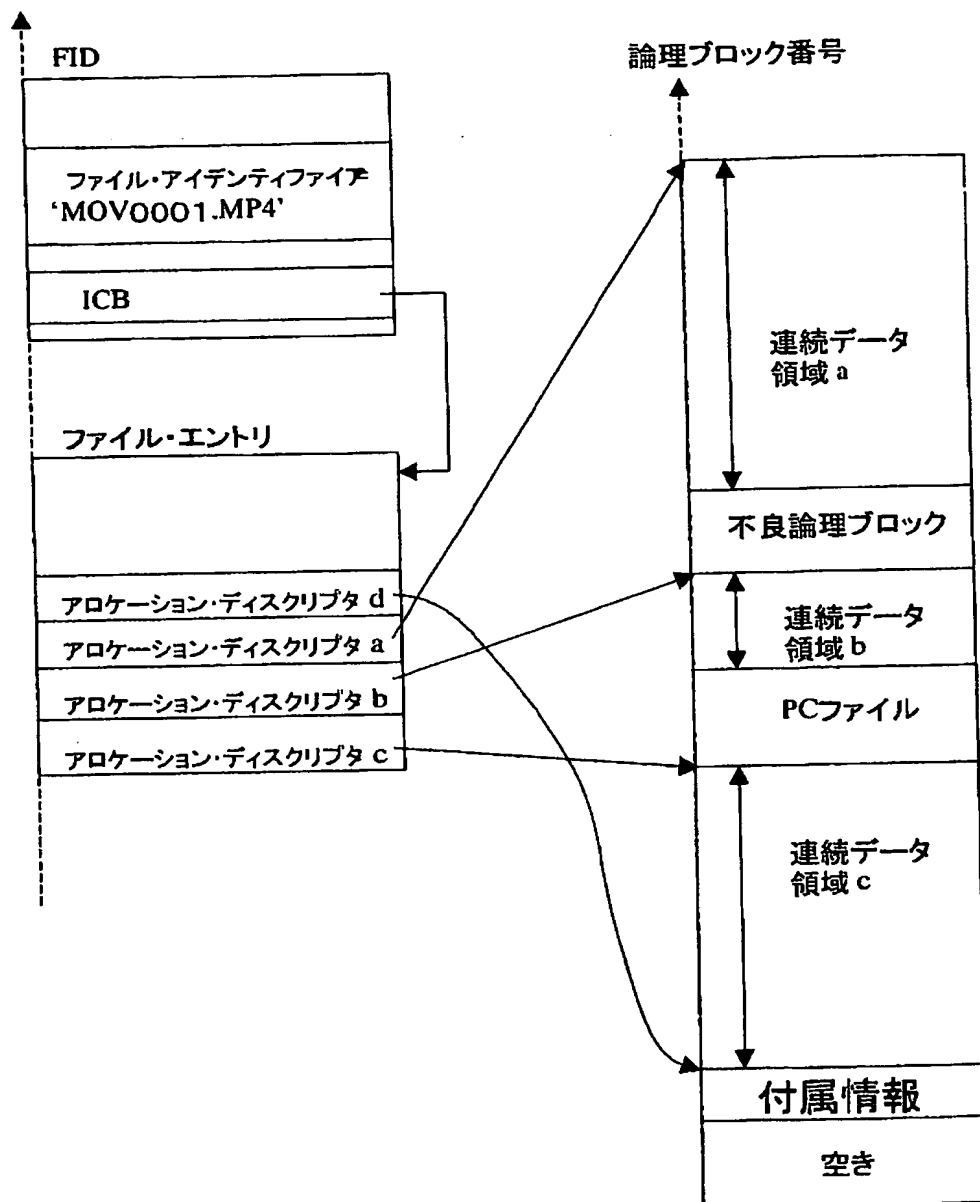 FID
ファイル・アイデンティファイア=
‘MOV0001.MP4’
ICB
ファイル・エントリ
アロケーション・ディスクリプタ d
アロケーション・ディスクリプタ a
アロケーション・ディスクリプタ b
アロケーション・ディスクリプタ c
論理ブロック番号
連続データ
領域 a
不良論理ブロック
連続データ
領域 b
PCファイル
連続データ
領域 c
付属情報
空き